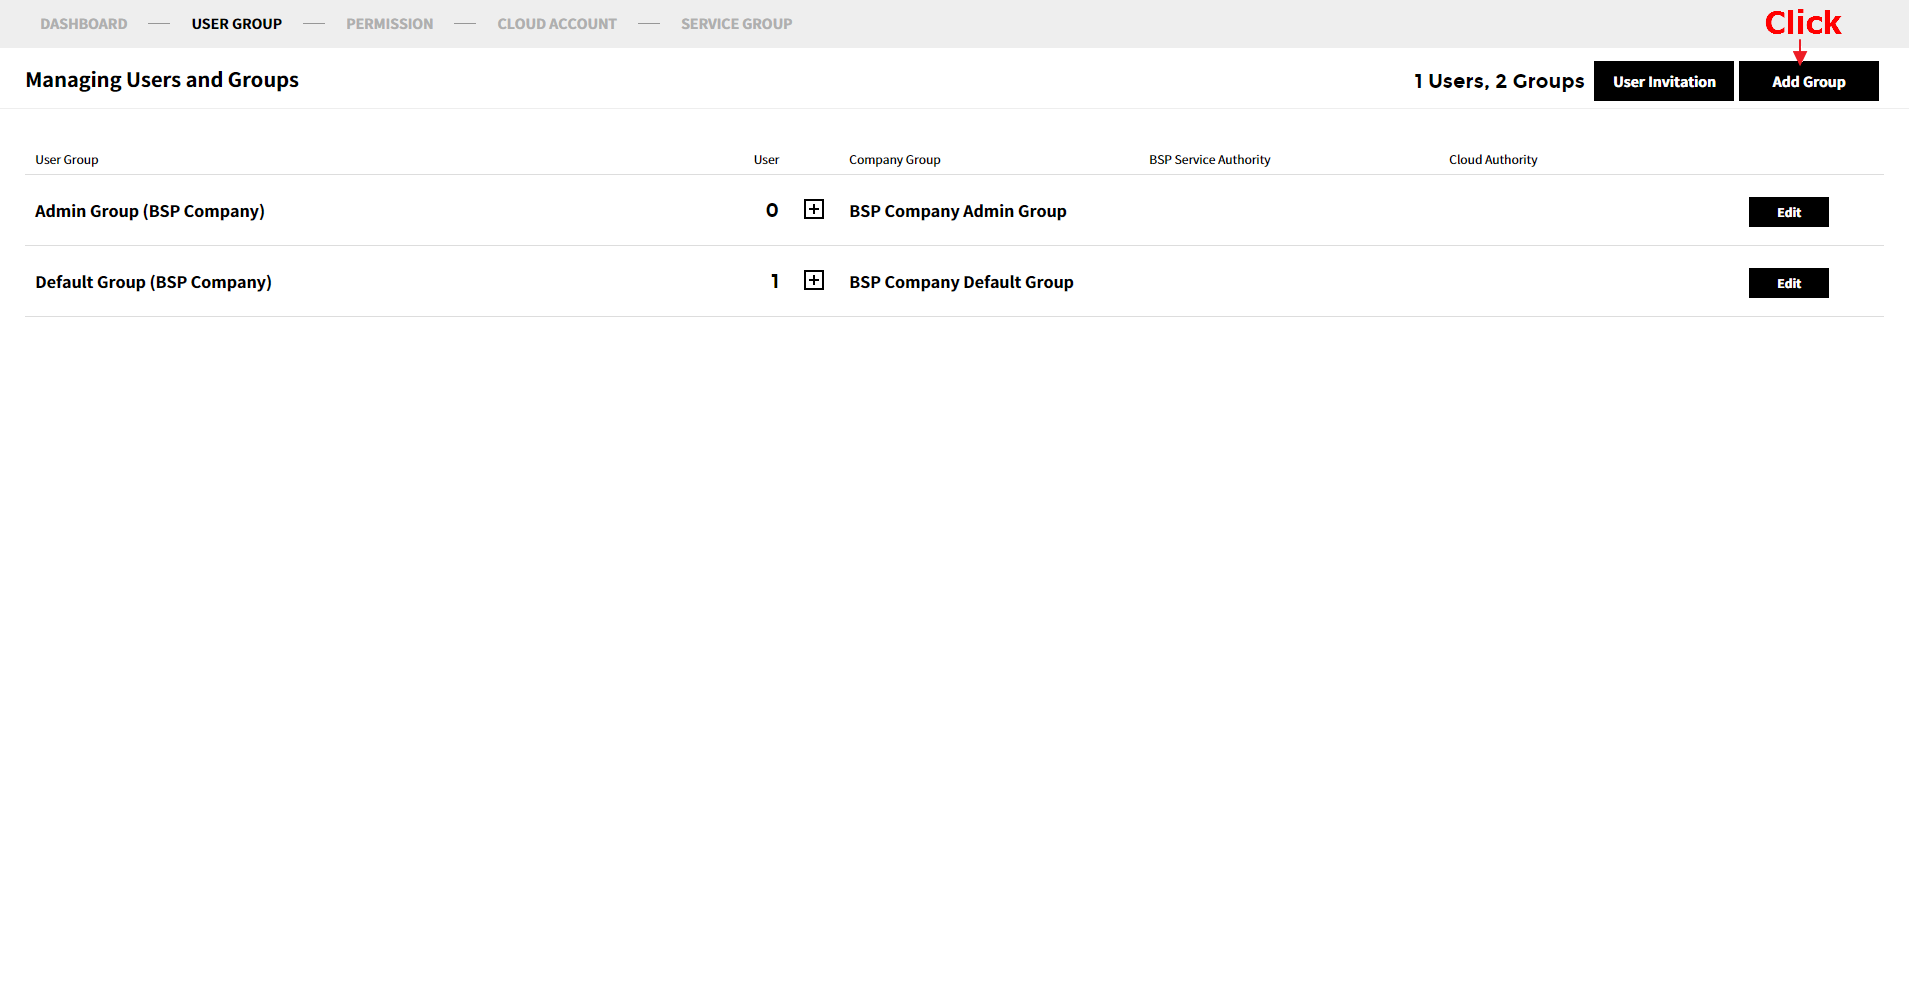 DASHBOARD — USER GROUP — PERMISSION — CLOUD ACCOUNT — SERVICE GROUP
Click
Managing Users and Groups
1 Users, 2 Groups
User Invitation
Add Group
User Group User Company Group BSP Service Authority Cloud Authority
Admin Group (BSP Company) 0 BSP Company Admin Group Edit
Default Group (BSP Company) 1 BSP Company Default Group Edit